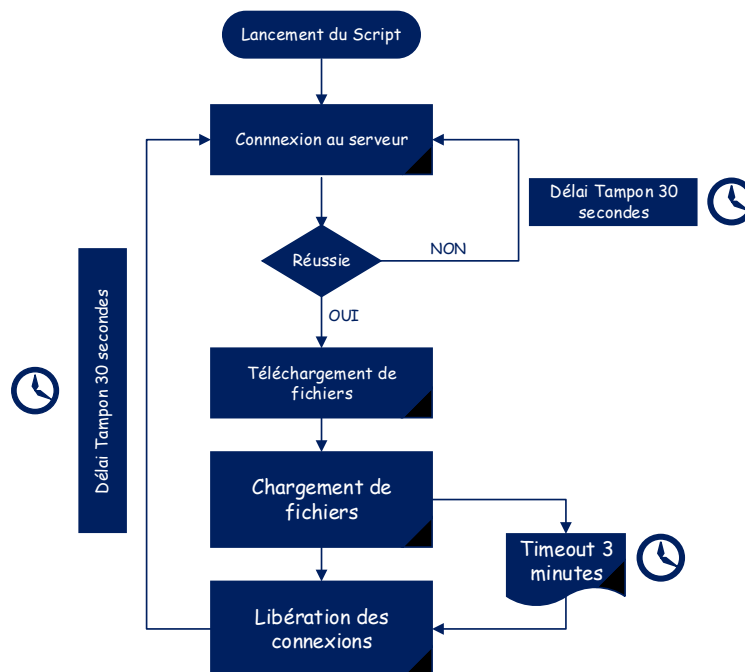 Lancement du Script
Connnexion au serveur
Délai Tampon 30
secondes
Réussie
NON
OUI
Délai Tampon 30 secondes
Téléchargement de
fichiers
Chargement de
fichiers
Timeout 3
minutes
Libération des
connexions